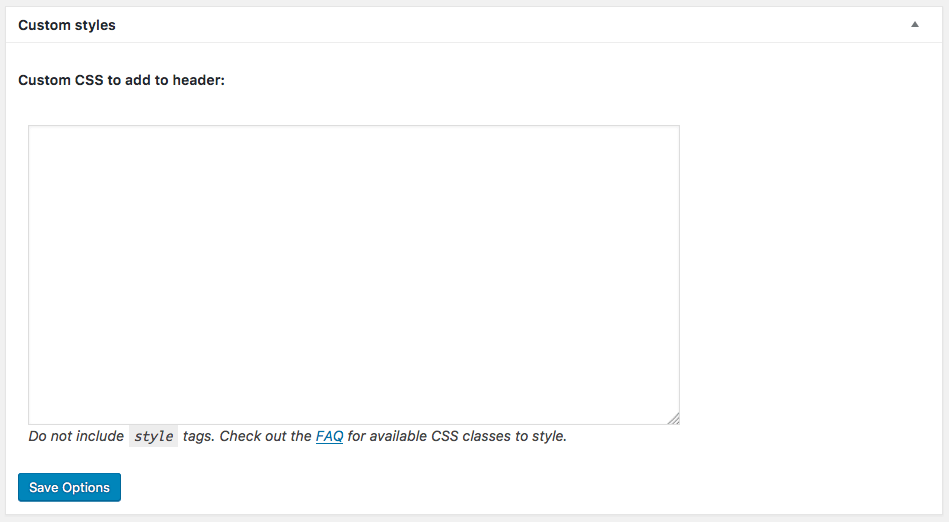 Custom styles
Custom CSS to add to header:
Do not include style tags. Check out the FAQ for available CSS classes to style.
Save Options